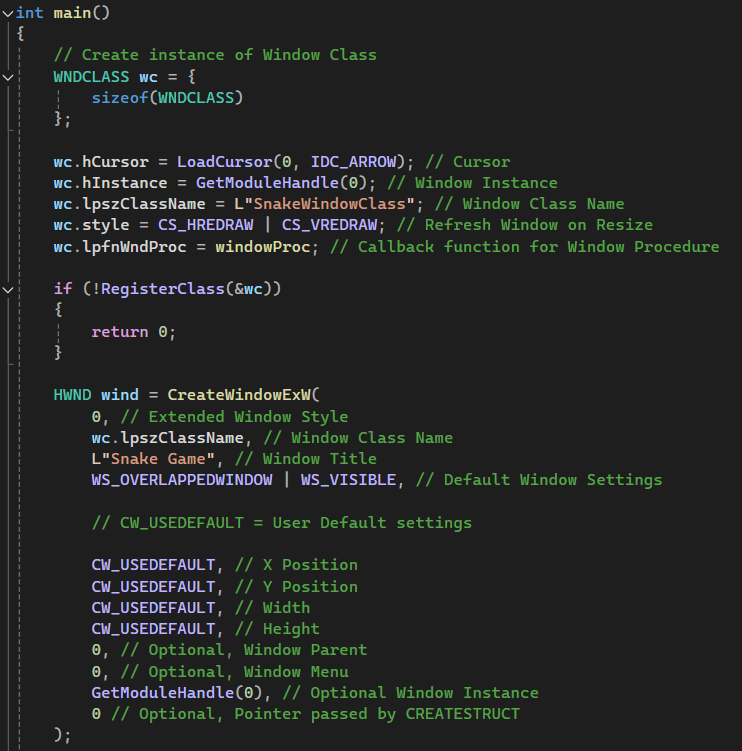 int main()
{
    // Create instance of Window Class
    WNDCLASS wc = {
        sizeof(WNDCLASS)
    };

    wc.hCursor = LoadCursor(0, IDC_ARROW); // Cursor
    wc.hInstance = GetModuleHandle(0); // Window Instance
    wc.lpszClassName = L"SnakeWindowClass"; // Window Class Name
    wc.style = CS_HREDRAW | CS_VREDRAW; // Refresh Window on Resize
    wc.lpfnWndProc = windowProc; // Callback function for Window Procedure

    if (!RegisterClass(&wc))
    {
        return 0;
    }

    HWND wind = CreateWindowExW(
        0, // Extended Window Style
        wc.lpszClassName, // Window Class Name
        L"Snake Game", // Window Title
        WS_OVERLAPPEDWINDOW | WS_VISIBLE, // Default Window Settings

        // CW_USEDEFAULT = User Default settings

        CW_USEDEFAULT, // X Position
        CW_USEDEFAULT, // Y Position
        CW_USEDEFAULT, // Width
        CW_USEDEFAULT, // Height
        0, // Optional, Window Parent
        0, // Optional, Window Menu
        GetModuleHandle(0), // Optional Window Instance
        0 // Optional, Pointer passed by CREATESTRUCT
    );